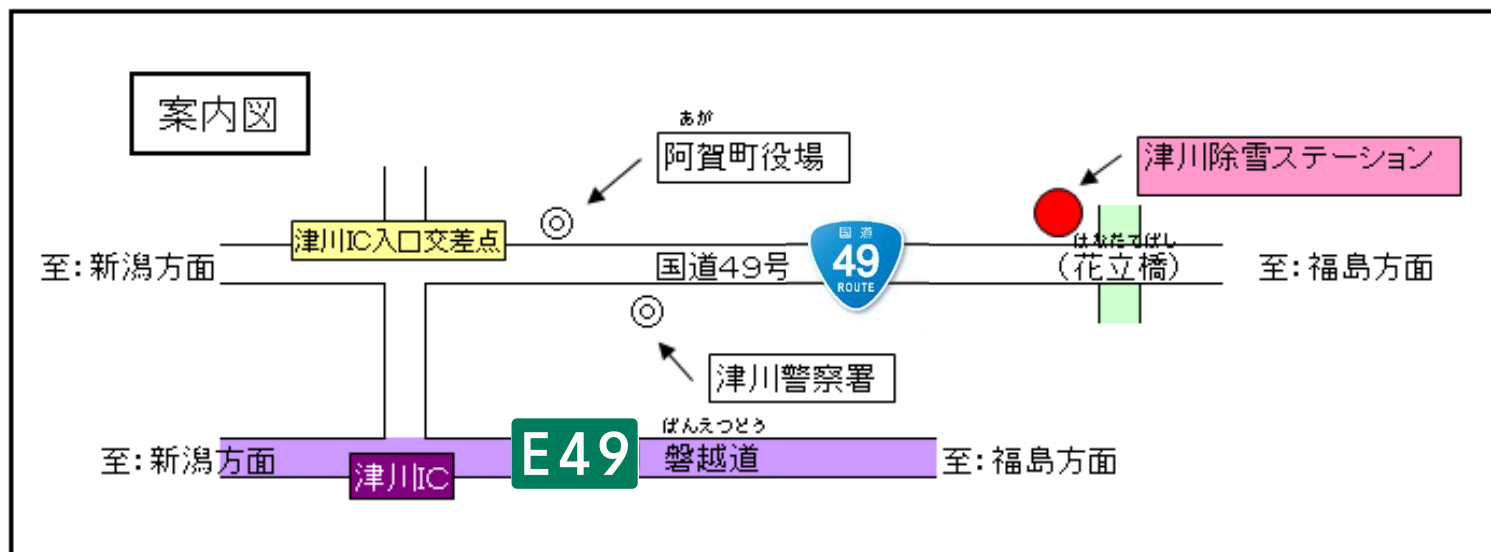 案内図
あが
阿賀町役場
津川除雪ステーション
津川IC入口交差点
国道
49
ROUTE
はなたてばし
至:新潟方面
国道49号
(花立橋)
至:福島方面
津川警察署
ばんえつどう
至:新潟方面
津川IC
E49
磐越道
至:福島方面